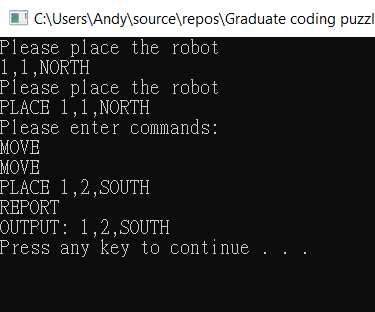 C:\Users\Andy\source\repos\Graduate coding puzzl
Please place the robot
1,1,NORTH
Please place the robot
PLACE 1,1,NORTH
Please enter commands:
MOVE
MOVE
PLACE 1,2,SOUTH
REPORT
OUTPUT: 1,2,SOUTH
Press any key to continue . . .